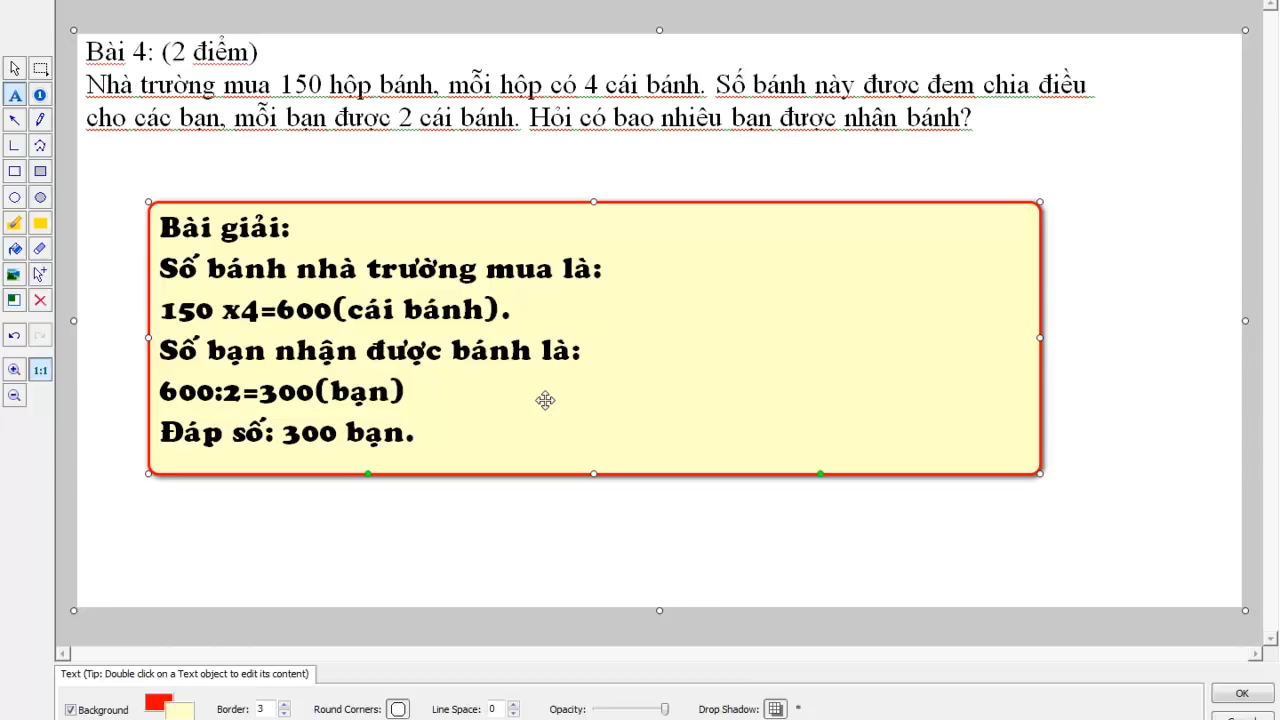 Bài 4: (2 điểm)
Nhà trường mua 150 hộp bánh, mỗi hộp có 4 cái bánh. Số bánh này được đem chia điều
cho các bạn, mỗi bạn được 2 cái bánh. Hỏi có bao nhiêu bạn được nhận bánh?
Bài giải:
Số bánh nhà trường mua là:
150 x4=600(cái bánh).
Số bạn nhận được bánh là:
600:2=300(bạn)
Đáp số: 300 bạn.
A
1:1
Text (Tip: Double click on a Text object to edit its content)
OK
Background
Border: 3
Round Corners:
Line Space: 0
Opacity:
Drop Shadow: